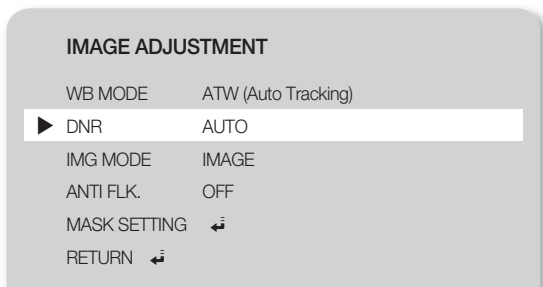 IMAGE ADJUSTMENT
WB MODE ATW (Auto Tracking)
DNR AUTO
IMG MODE IMAGE
ANTI FLK. OFF
MASK SETTING
RETURN